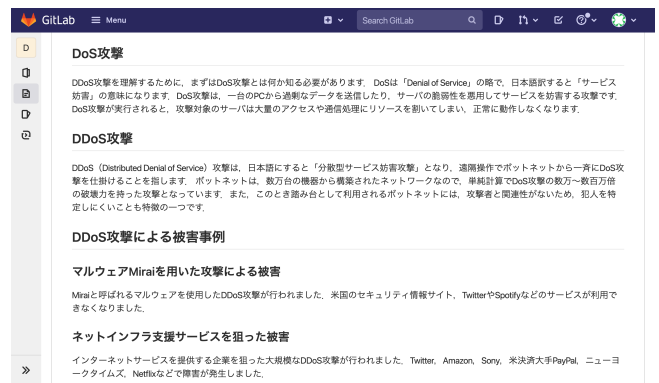 GitLab
Menu
Search GitLab
D
DoS攻撃
DDoS攻撃を理解するために，まずはDoS攻撃とは何か知る必要があります．DoSは「Denial of Service」の略で，日本語訳すると「サービス
妨害」の意味になります．DoS攻撃は，一台のPCから過剰なデータを送信したり，サーバの脆弱性を悪用してサービスを妨害する攻撃です．
DoS攻撃が実行されると，攻撃対象のサーバは大量のアクセスや通信処理にリソースを割いてしまい，正常に動作しなくなります．
DDoS攻撃
DDoS（Distributed Denial of Service）攻撃は，日本語にすると「分散型サービス妨害攻撃」となり，遠隔操作でボットネットから一斉にDoS攻
撃を仕掛けることを指します．ボットネットは，数万台の機器から構築されたネットワークなので，単純計算でDoS攻撃の数万〜数百万倍
の破壊力を持った攻撃となっています．また，このとき踏み台として利用されるボットネットには，攻撃者と関連性がないため，犯人を特
定しにくいことも特徴の一つです．
DDoS攻撃による被害事例
マルウェアMiraiを用いた攻撃による被害
Miraiと呼ばれるマルウェアを使用したDDoS攻撃が行われました．米国のセキュリティ情報サイト，TwitterやSpotifyなどのサービスが利用で
きなくなりました．
ネットインフラ支援サービスを狙った被害
インターネットサービスを提供する企業を狙った大規模なDDoS攻撃が行われました．Twitter，Amazon，Sony，米決済大手PayPal，ニューヨ
ークタイムズ，Netflixなどで障害が発生しました．